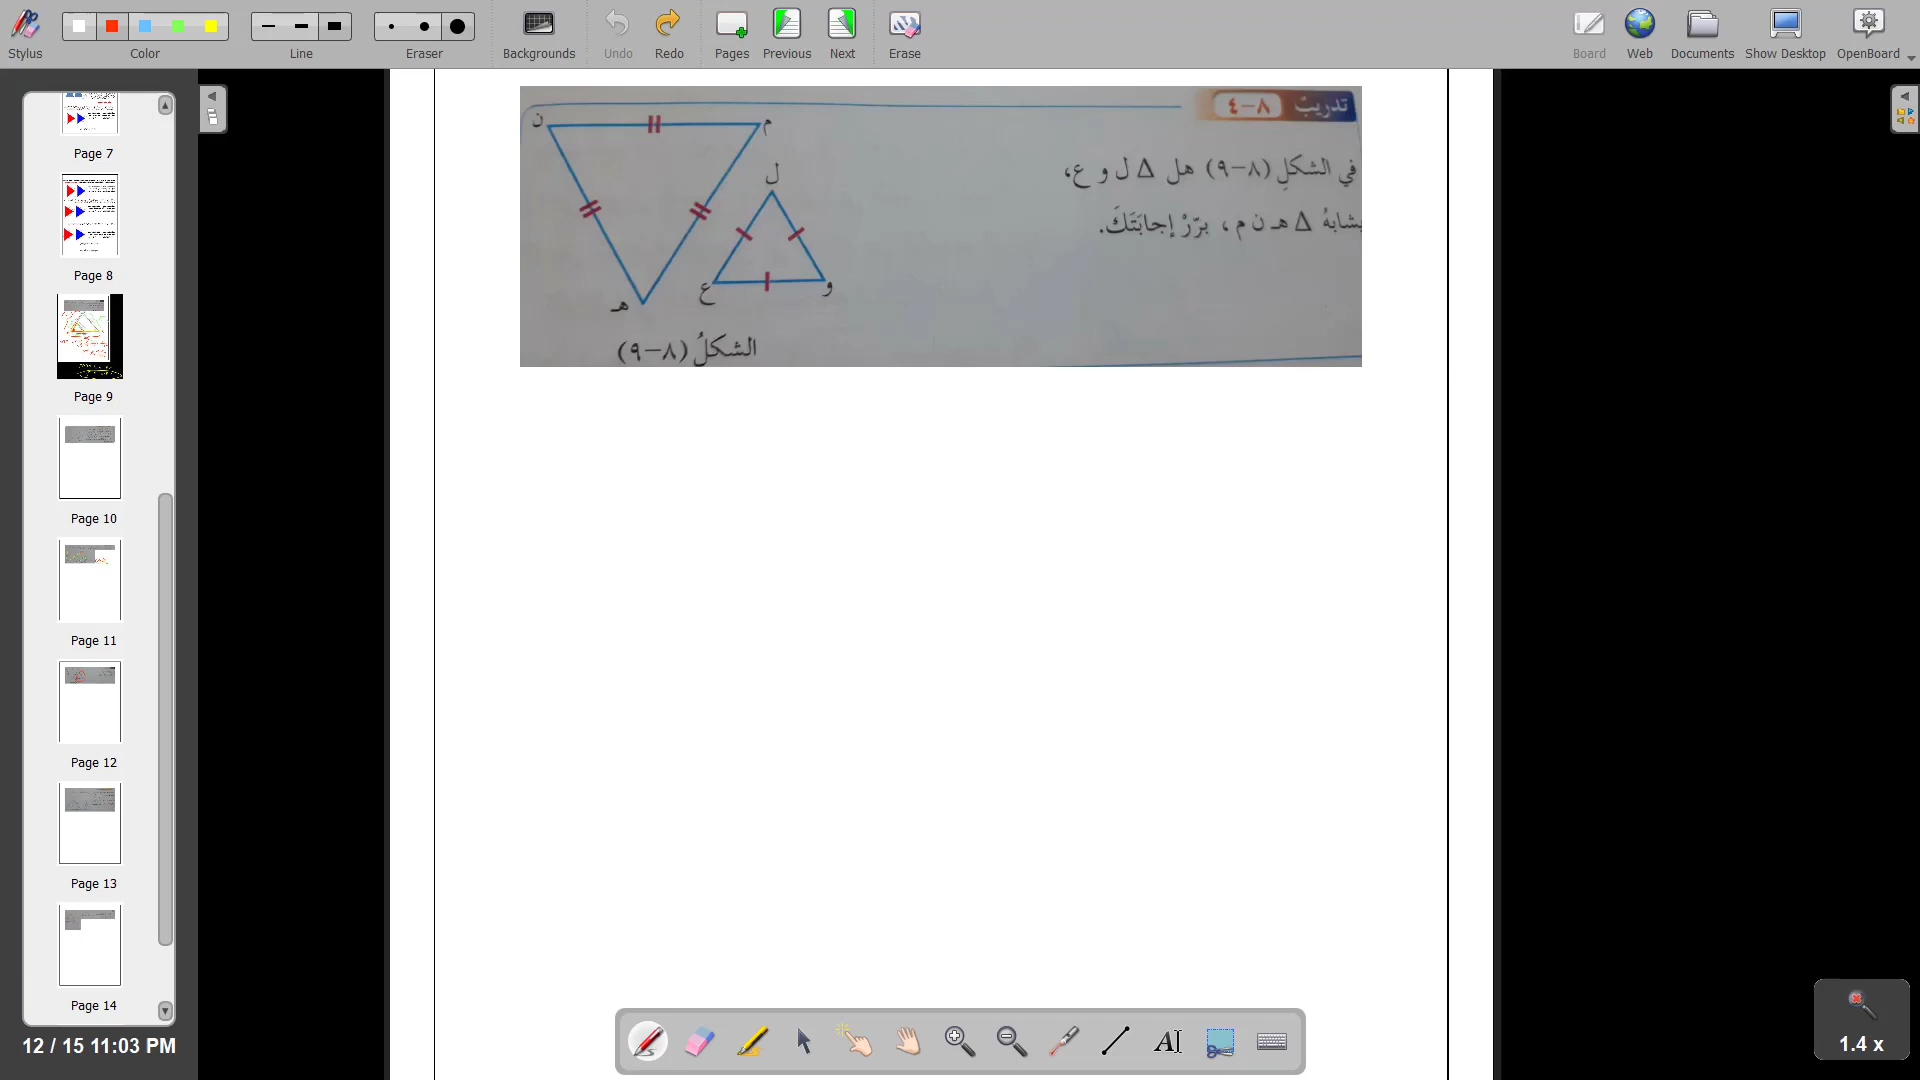 Stylus
Color
Line
Eraser
Backgrounds
Undo
Redo
Pages
Previous
Next
Erase
Board
Web
Documents
Show Desktop
OpenBoard
Page 7
Page 8
Page 9
Page 10
Page 11
Page 12
Page 13
Page 14
12 / 15 11:03 PM
تدريبٌ ٨-٤
في الشكلِ (٨-٩) هل Δ ل و ع،
يشابهُ Δ هـ ن م، برّرْ إجابَتَكَ.
ن
م
ل
ع
و
هـ
الشكلُ (٨-٩)
AI
1.4 x